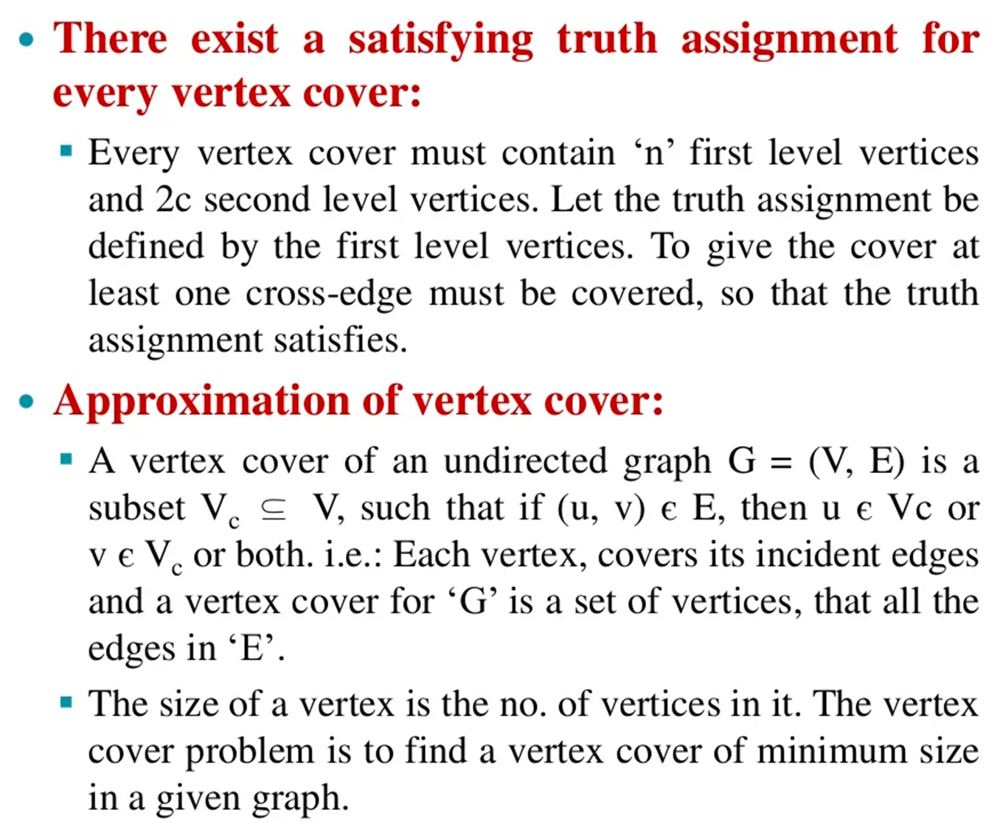 • There exist a satisfying truth assignment for
every vertex cover:
▪ Every vertex cover must contain ‘n’ first level vertices
and 2c second level vertices. Let the truth assignment be
defined by the first level vertices. To give the cover at
least one cross-edge must be covered, so that the truth
assignment satisfies.
• Approximation of vertex cover:
▪ A vertex cover of an undirected graph G = (V, E) is a
subset V_c ⊆ V, such that if (u, v) ϵ E, then u ϵ Vc or
v ϵ V_c or both. i.e.: Each vertex, covers its incident edges
and a vertex cover for ‘G’ is a set of vertices, that all the
edges in ‘E’.
▪ The size of a vertex is the no. of vertices in it. The vertex
cover problem is to find a vertex cover of minimum size
in a given graph.